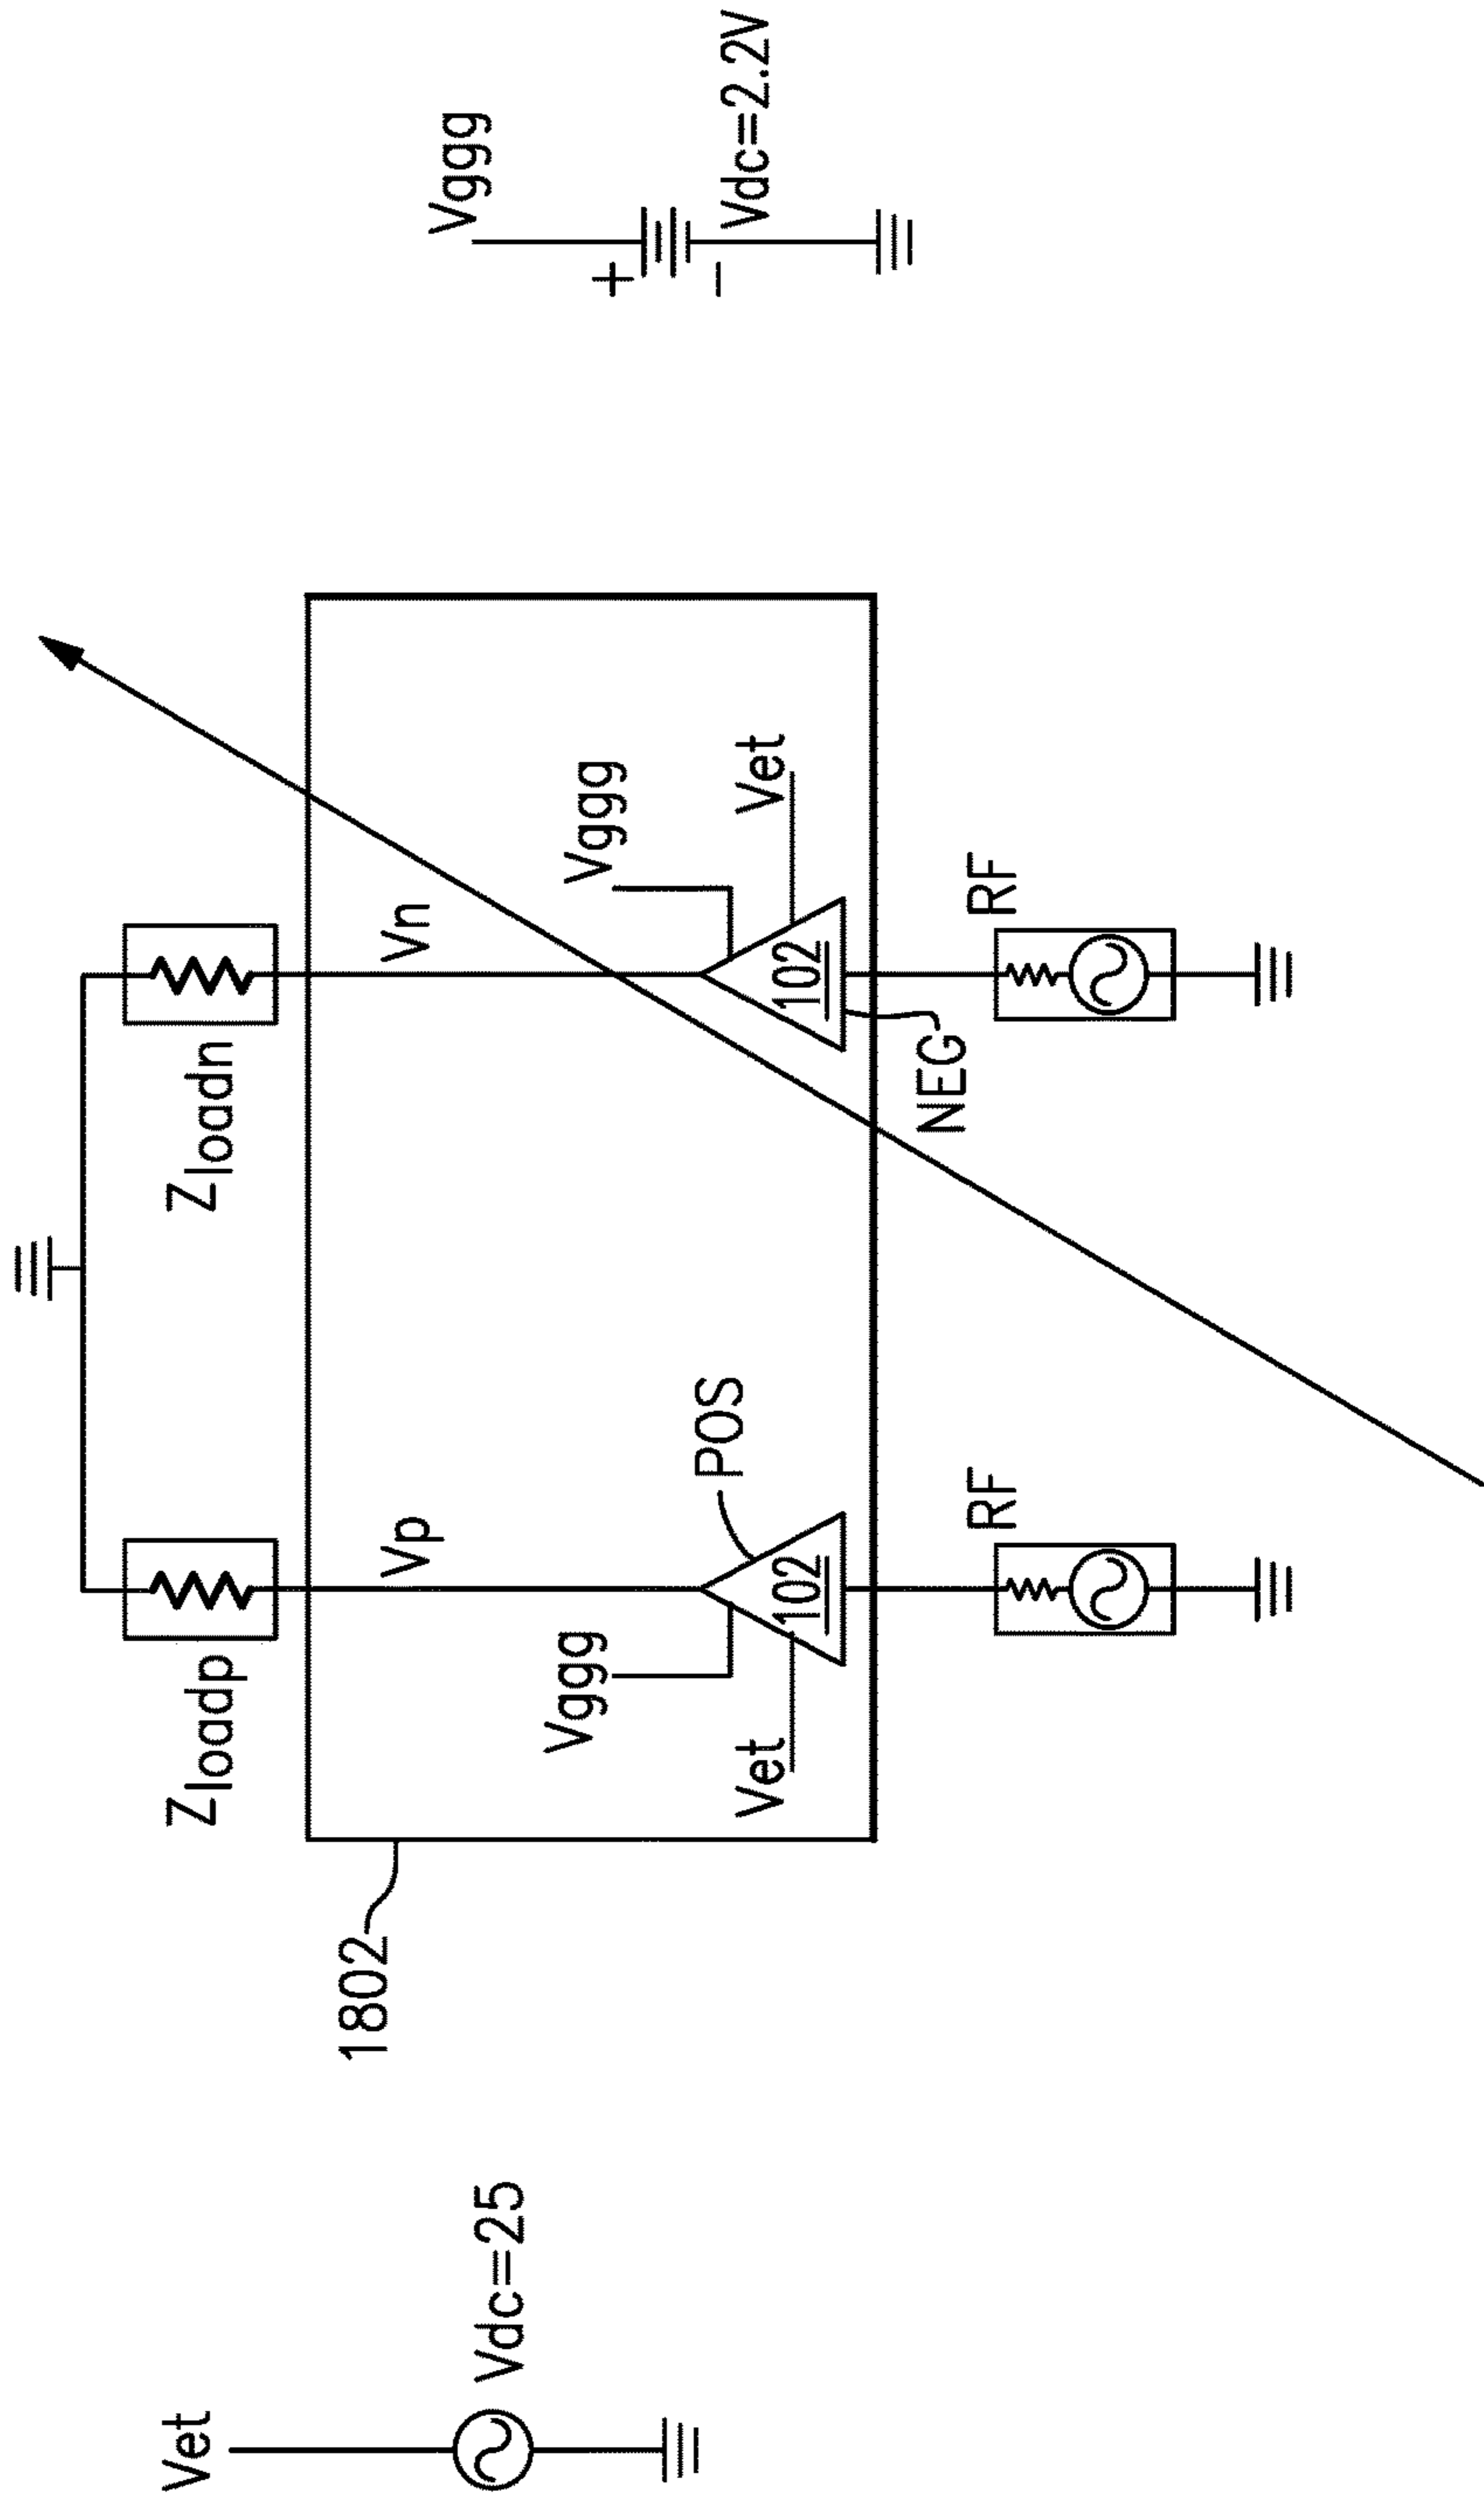 Zloadp
Zloadn
Vet
1802
Vp
Vn
Vggg
Vdc=25
Vggg
Vggg
POS
Vet
102
Vet
102
Vdc=2.2V
+
−
NEG
RF
RF